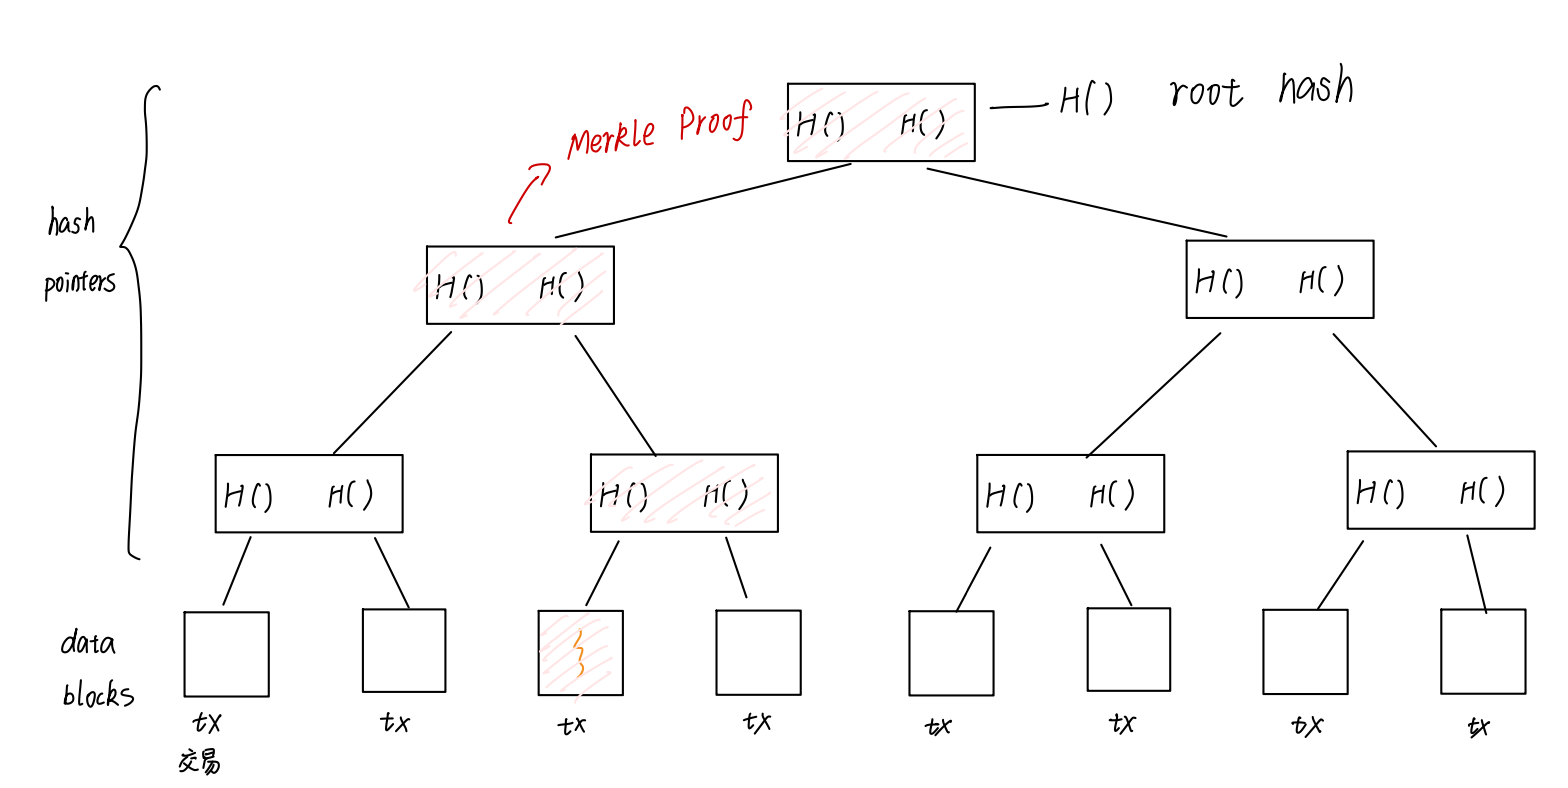 H() root hash
Merkle Proof
H() H()
hash
pointers
H() H()
H() H()
H() H()
H() H()
H() H()
H() H()
data
blocks
tx
tx
tx
tx
tx
tx
tx
tx
交易